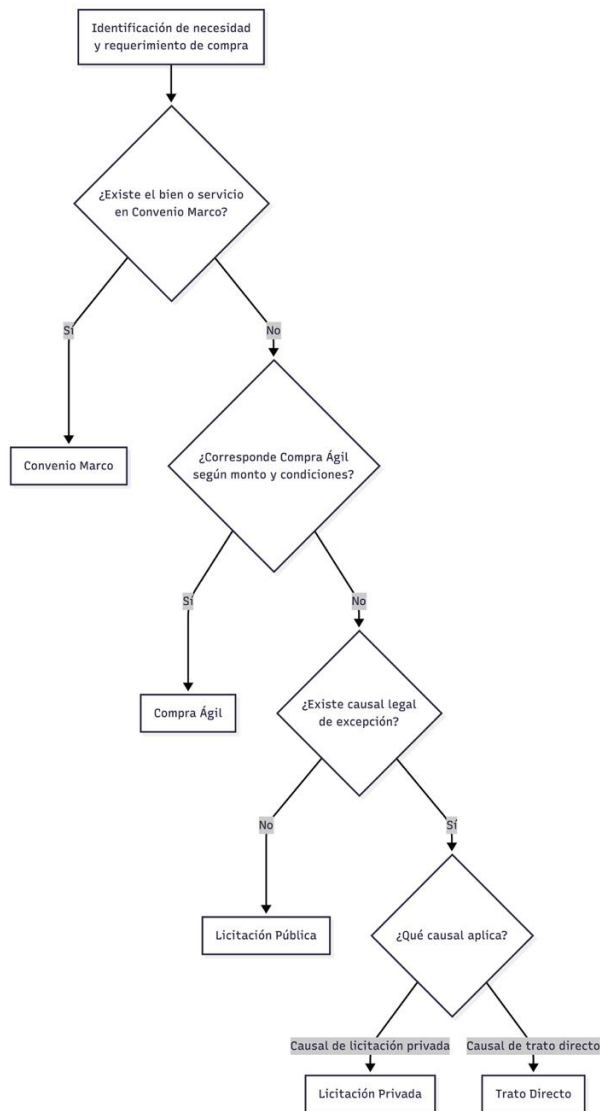 Identificación de necesidad
y requerimiento de compra
¿Existe el bien o servicio
en Convenio Marco?
Sí
No
Convenio Marco
¿Corresponde Compra Ágil
según monto y condiciones?
Sí
No
Compra Ágil
¿Existe causal legal
de excepción?
No
Sí
Licitación Pública
¿Qué causal aplica?
Causal de licitación privada
Causal de trato directo
Licitación Privada
Trato Directo